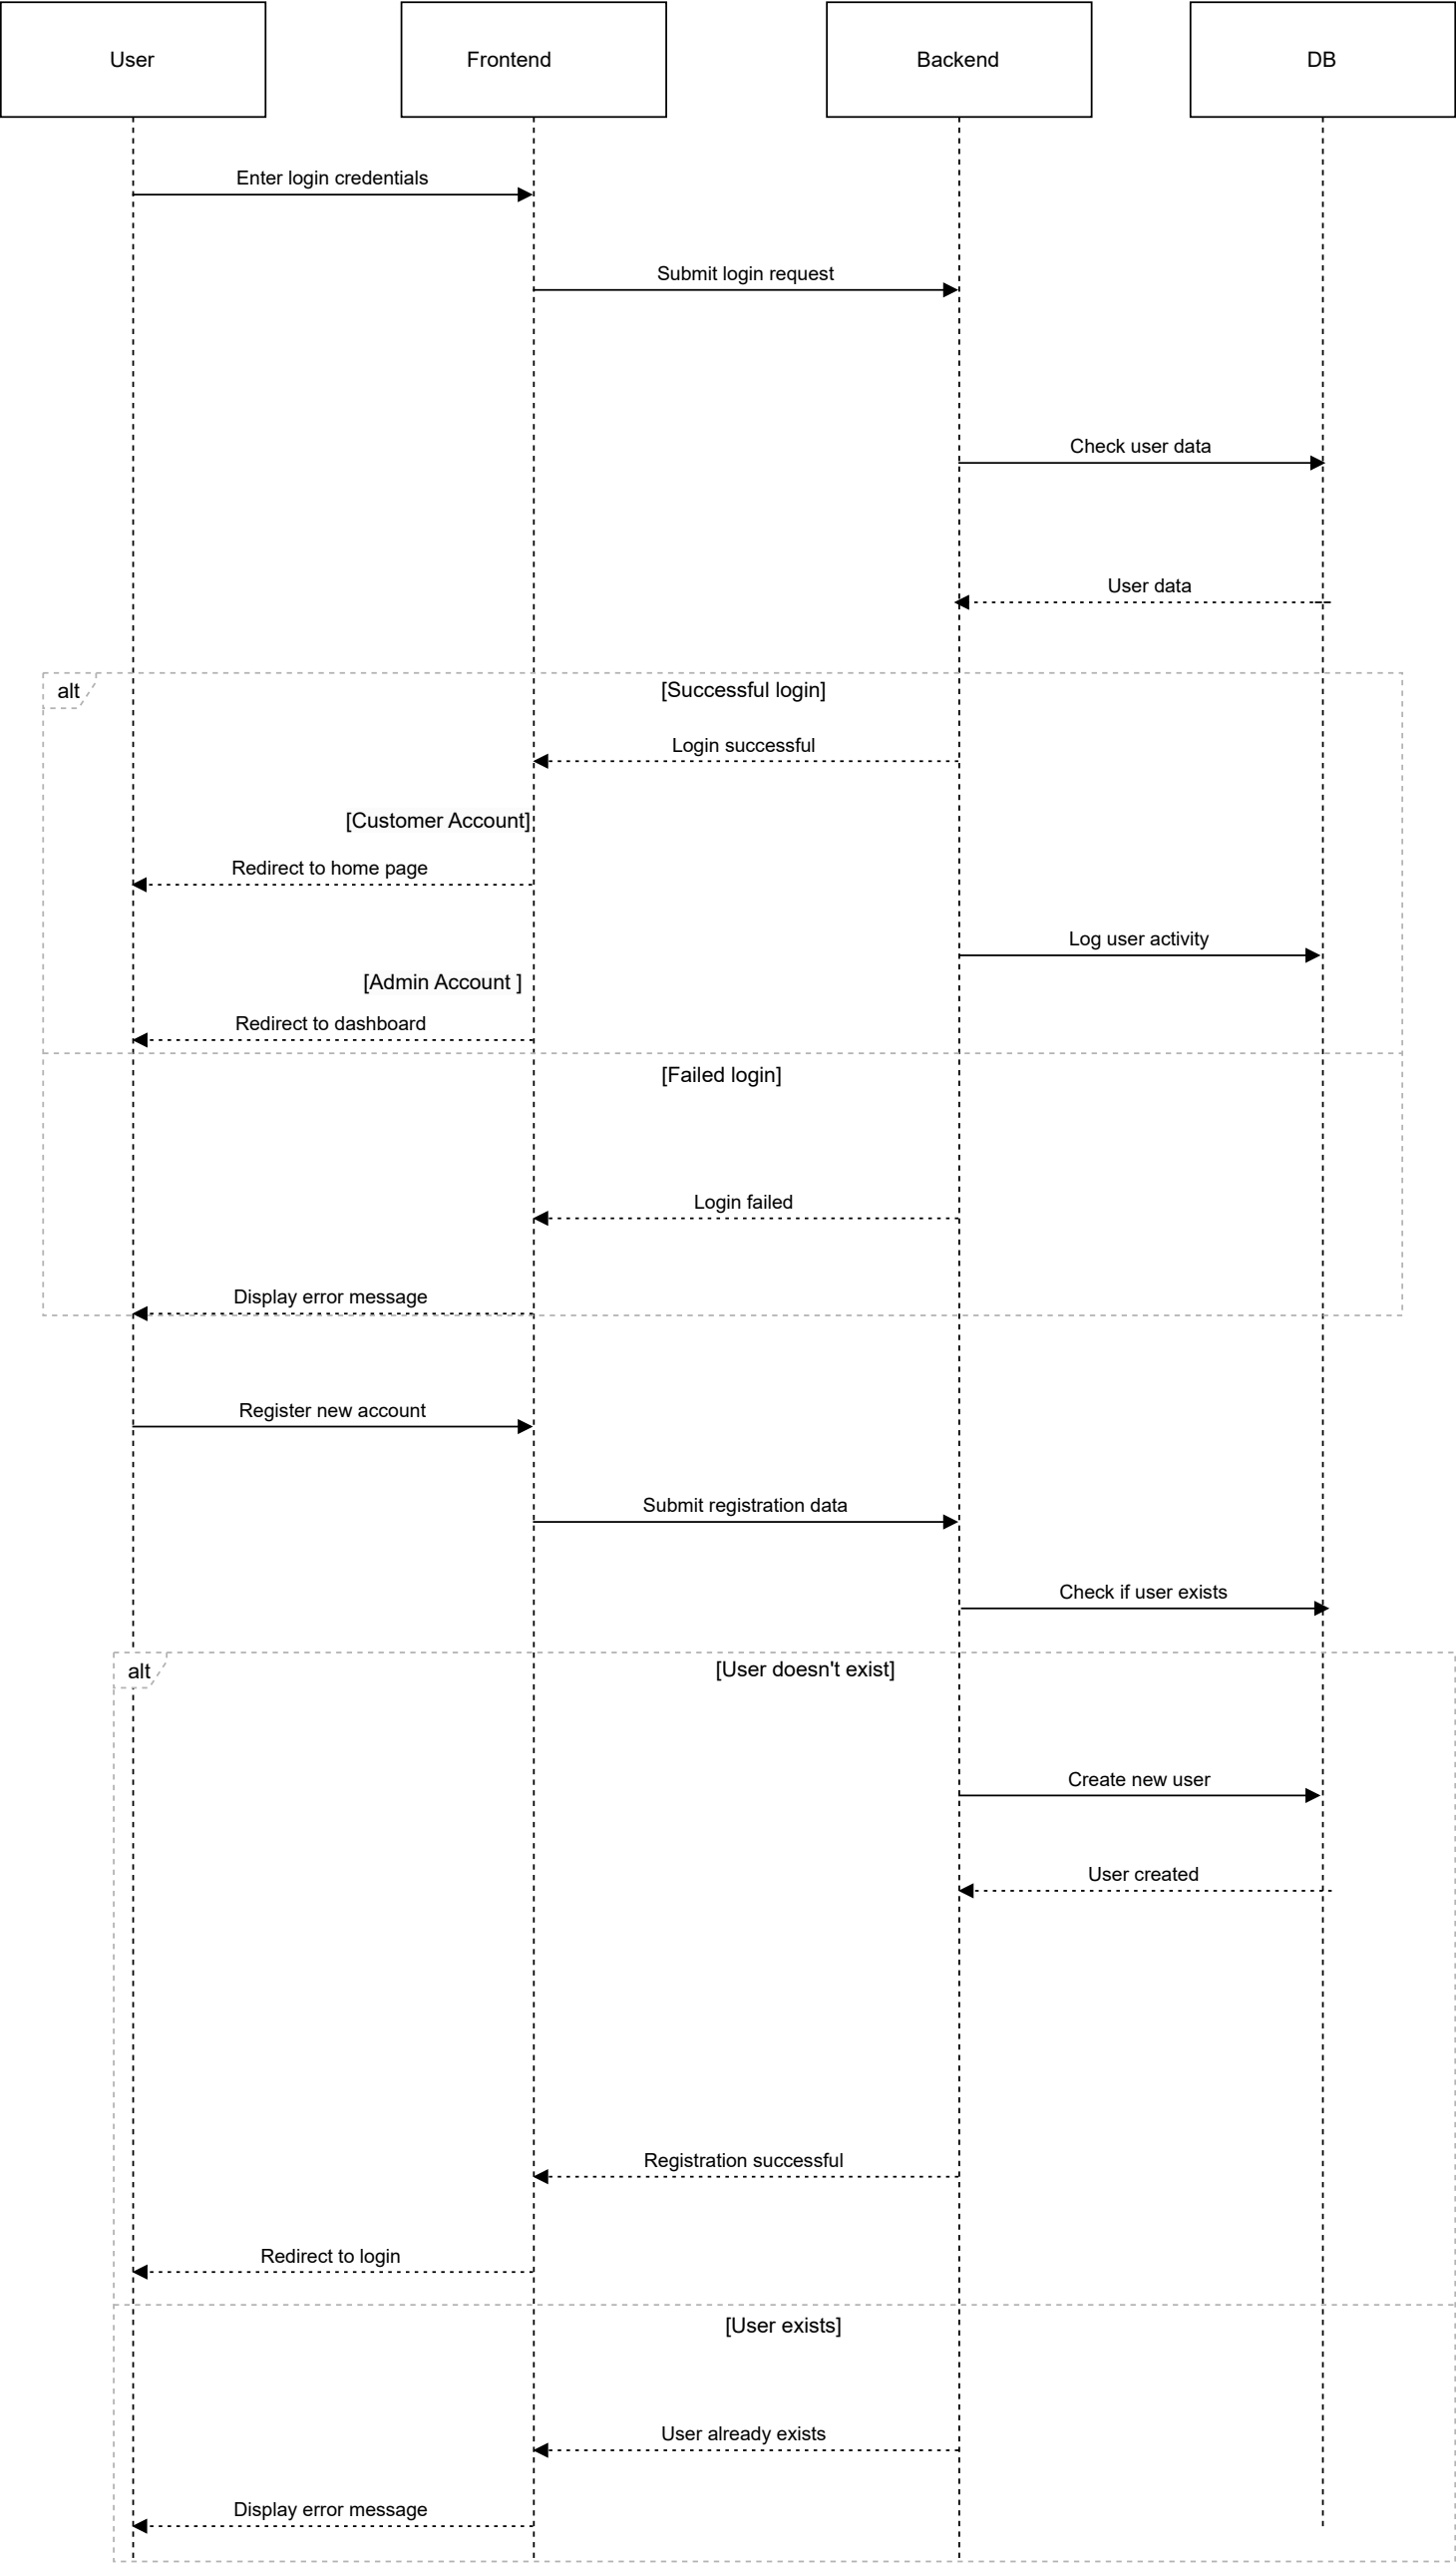 User
Frontend
Backend
DB
Enter login credentials
Submit login request
Check user data
User data
alt
[Successful login]
Login successful
[Customer Account]
Redirect to home page
Log user activity
[Admin Account ]
Redirect to dashboard
[Failed login]
Login failed
Display error message
Register new account
Submit registration data
Check if user exists
alt
[User doesn't exist]
Create new user
User created
Registration successful
Redirect to login
[User exists]
User already exists
Display error message